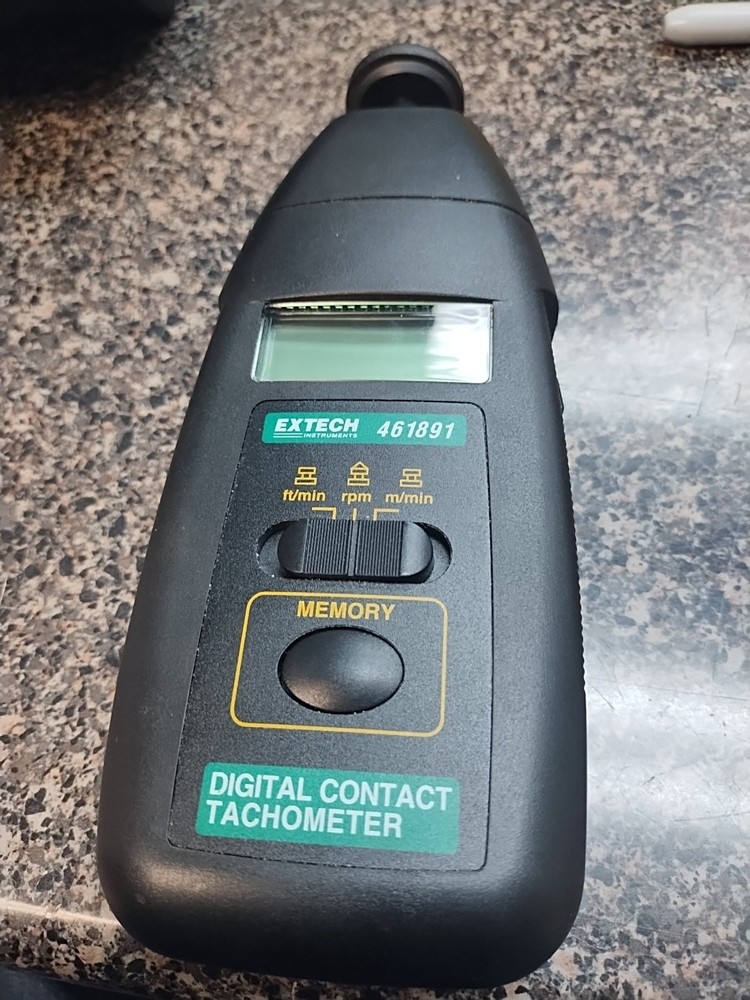 EXTECH 461891
INSTRUMENTS
ft/min rpm m/min
MEMORY
DIGITAL CONTACT
TACHOMETER